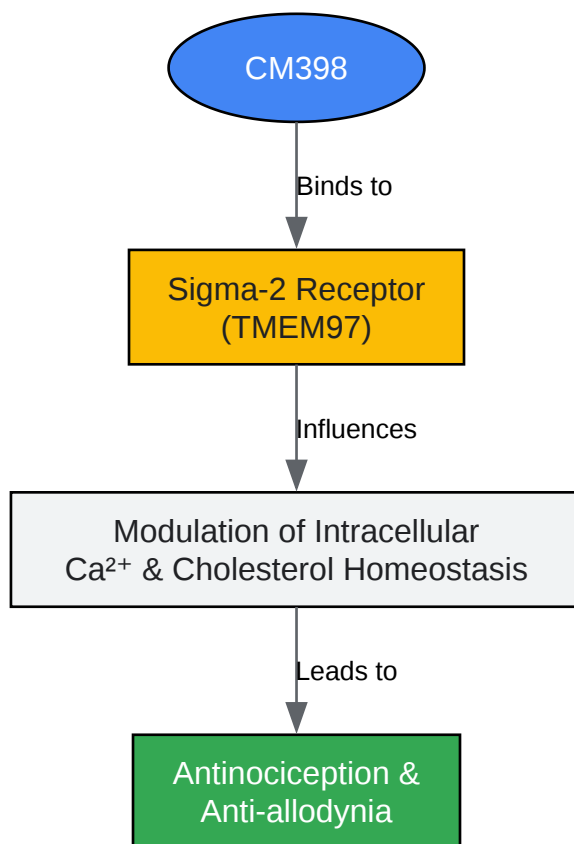 CM398
Binds to
Sigma-2 Receptor
(TMEM97)
Influences
Modulation of Intracellular
Ca²⁺ & Cholesterol Homeostasis
Leads to
Antinociception &
Anti-allodynia